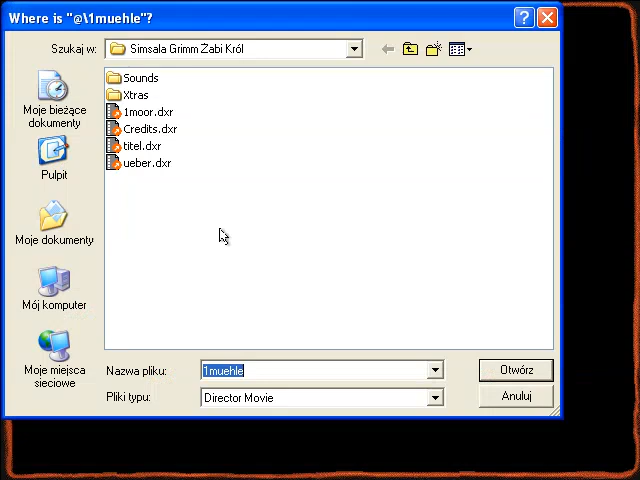 Where is "@\1muehle"?
Szukaj w:
Simsala Grimm Żabi Król
Sounds
Xtras
1moor.dxr
Credits.dxr
titel.dxr
ueber.dxr
Moje bieżące
dokumenty
Pulpit
Moje dokumenty
Mój komputer
Moje miejsca
sieciowe
Nazwa pliku:
1muehle
Otwórz
Pliki typu:
Director Movie
Anuluj